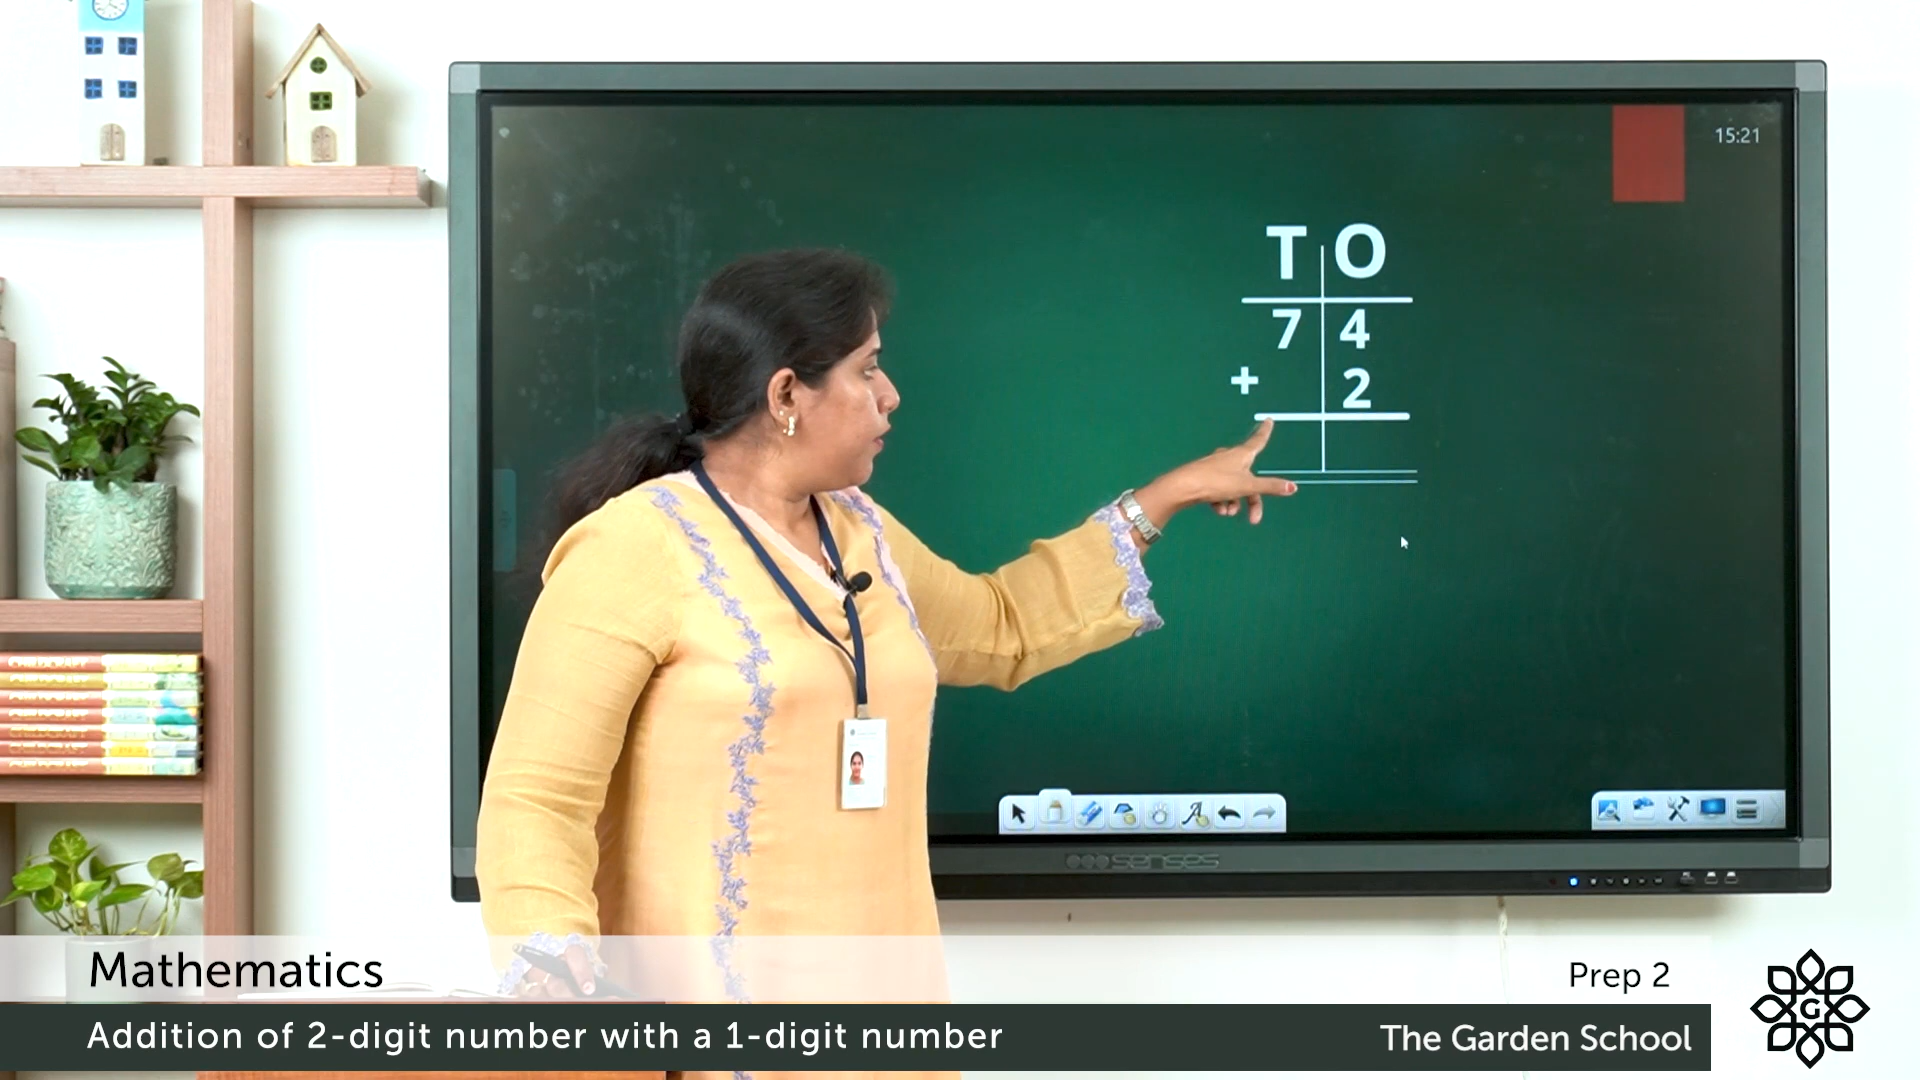 15:21
T O
7 4
+ 2
senses
Mathematics
Prep 2
Addition of 2-digit number with a 1-digit number
The Garden School
G